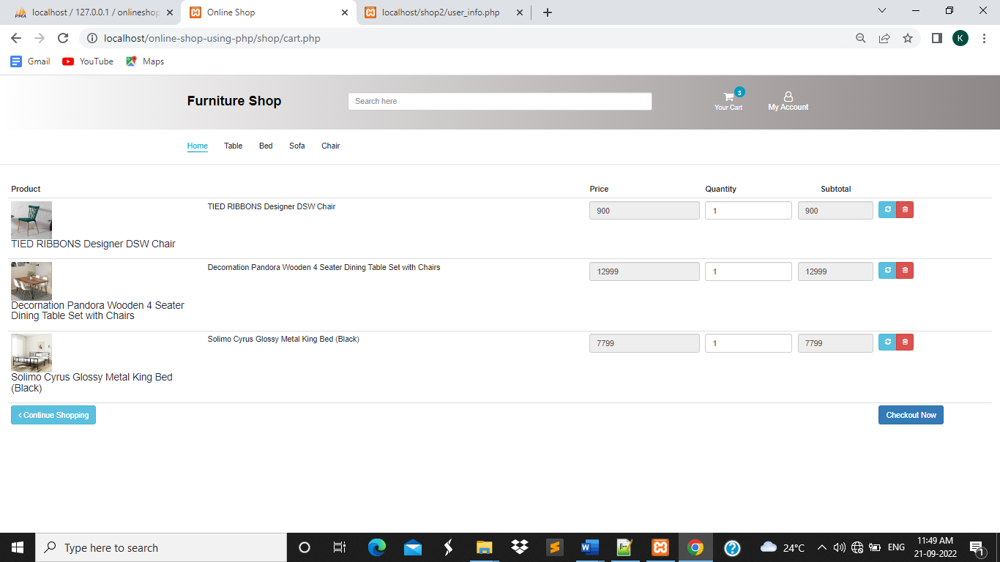 localhost / 127.0.0.1 / onlineshop
Online Shop
localhost/shop2/user_info.php
localhost/online-shop-using-php/shop/cart.php
K
Gmail
YouTube
Maps
Furniture Shop
Search here
3
Your Cart
My Account
Home Table Bed Sofa Chair
Product Price Quantity Subtotal
TIED RIBBONS Designer DSW Chair
900 1 900
TIED RIBBONS Designer DSW Chair
Decornation Pandora Wooden 4 Seater Dining Table Set with Chairs
12999 1 12999
Decornation Pandora Wooden 4 Seater
Dining Table Set with Chairs
Solimo Cyrus Glossy Metal King Bed (Black)
7799 1 7799
Solimo Cyrus Glossy Metal King Bed
(Black)
Continue Shopping
Checkout Now
Type here to search
24°C
ENG
11:49 AM
21-09-2022
1